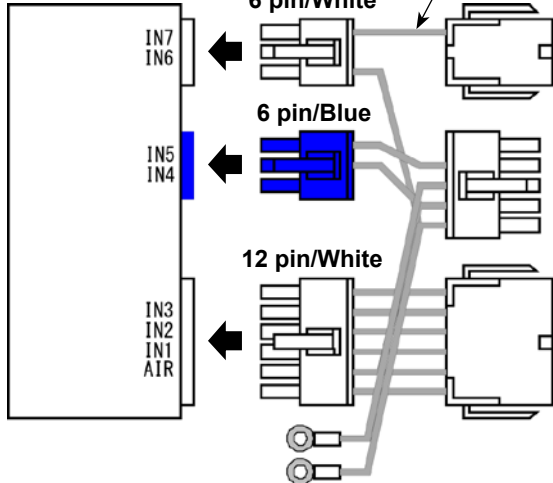 6 pin/White
IN7
IN6
6 pin/Blue
IN5
IN4
12 pin/White
IN3
IN2
IN1
AIR